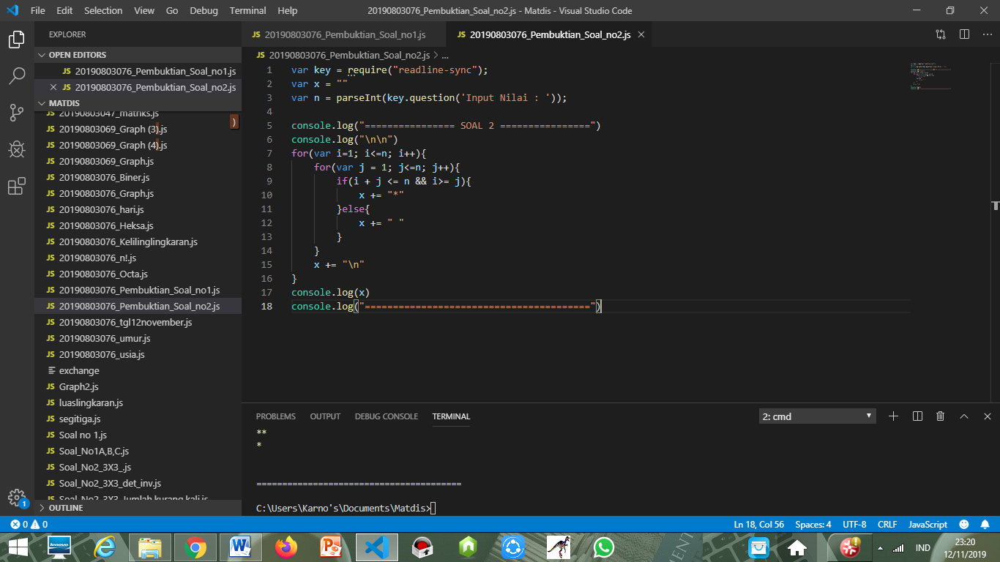 File Edit Selection View Go Debug Terminal Help
20190803076_Pembuktian_Soal_no2.js - Matdis - Visual Studio Code
EXPLORER
OPEN EDITORS
JS 20190803076_Pembuktian_Soal_no1.js
JS 20190803076_Pembuktian_Soal_no2.js
MATDIS
JS 20190803047_matriks.js
)
JS 20190803069_Graph (3).js
JS 20190803069_Graph (4).js
JS 20190803069_Graph.js
JS 20190803076_Biner.js
JS 20190803076_Graph.js
JS 20190803076_hari.js
JS 20190803076_Heksa.js
JS 20190803076_Kelilinglingkaran.js
JS 20190803076_n!.js
JS 20190803076_Octa.js
JS 20190803076_Pembuktian_Soal_no1.js
JS 20190803076_Pembuktian_Soal_no2.js
JS 20190803076_tgl12november.js
JS 20190803076_umur.js
JS 20190803076_usia.js
exchange
JS Graph2.js
JS luaslingkaran.js
JS segitiga.js
JS Soal no 1.js
JS Soal_No1A,B,C.js
JS Soal_No2_3X3_.js
JS Soal_No2_3X3_det_inv.js
JS Soal_No2_3X3_Jumlah kurang kali.js
OUTLINE
JS 20190803076_Pembuktian_Soal_no1.js
JS 20190803076_Pembuktian_Soal_no2.js
JS 20190803076_Pembuktian_Soal_no2.js > ...
1 var key = require("readline-sync");
2 var x = ""
3 var n = parseInt(key.question('Input Nilai : '));
4
5 console.log("================ SOAL 2 ================")
6 console.log("\n\n")
7 for(var i=1; i<=n; i++){
8 for(var j = 1; j<=n; j++){
9 if(i + j <= n && i>= j){
10 x += "*"
11 }else{
12 x += " "
13 }
14 }
15 x += "\n"
16 }
17 console.log(x)
18 console.log("========================================")
PROBLEMS OUTPUT DEBUG CONSOLE TERMINAL
2: cmd
**
*
========================================
C:\Users\Karno's\Documents\Matdis>
1
0 0
Ln 18, Col 56 Spaces: 4 UTF-8 CRLF JavaScript
lenovo
IND
23:20
12/11/2019